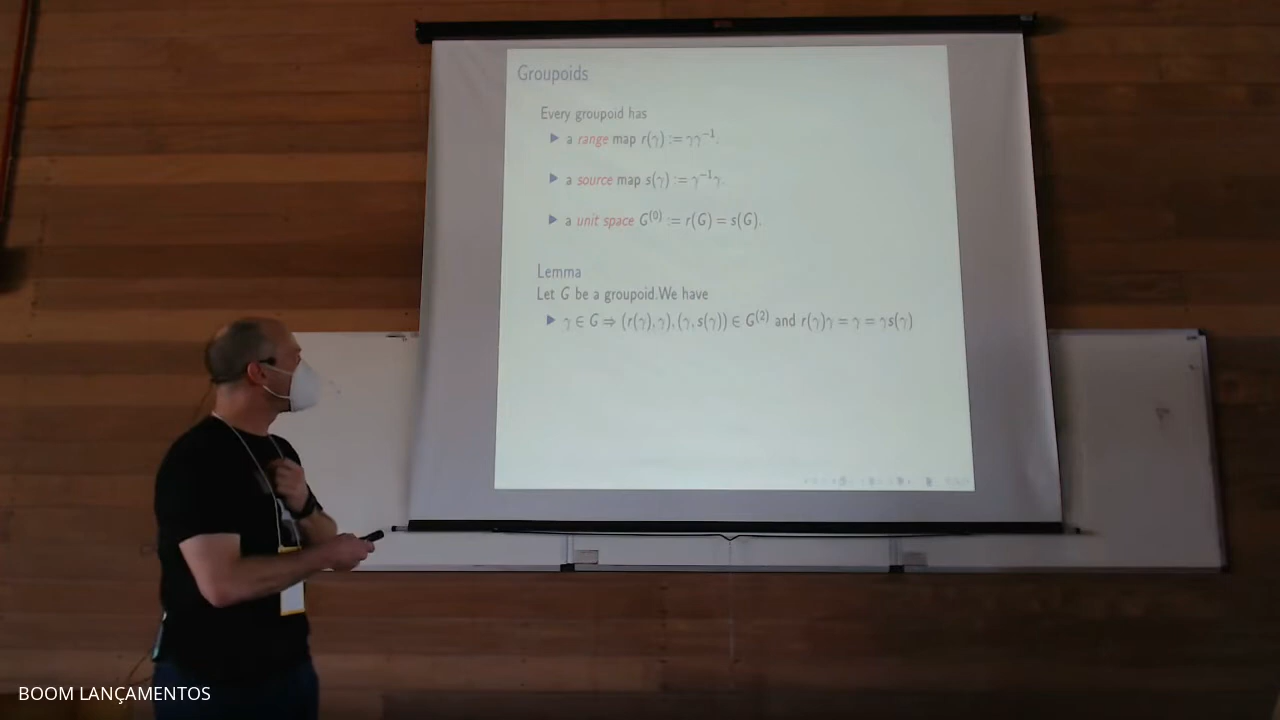 Groupoids
Every groupoid has
▶ a range map r(γ) := γγ⁻¹.
▶ a source map s(γ) := γ⁻¹γ.
▶ a unit space G⁽⁰⁾ := r(G) = s(G).
Lemma
Let G be a groupoid.We have
▶ γ ∈ G ⇒ (r(γ), γ), (γ, s(γ)) ∈ G⁽²⁾ and r(γ)γ = γ = γs(γ)
BOOM LANÇAMENTOS